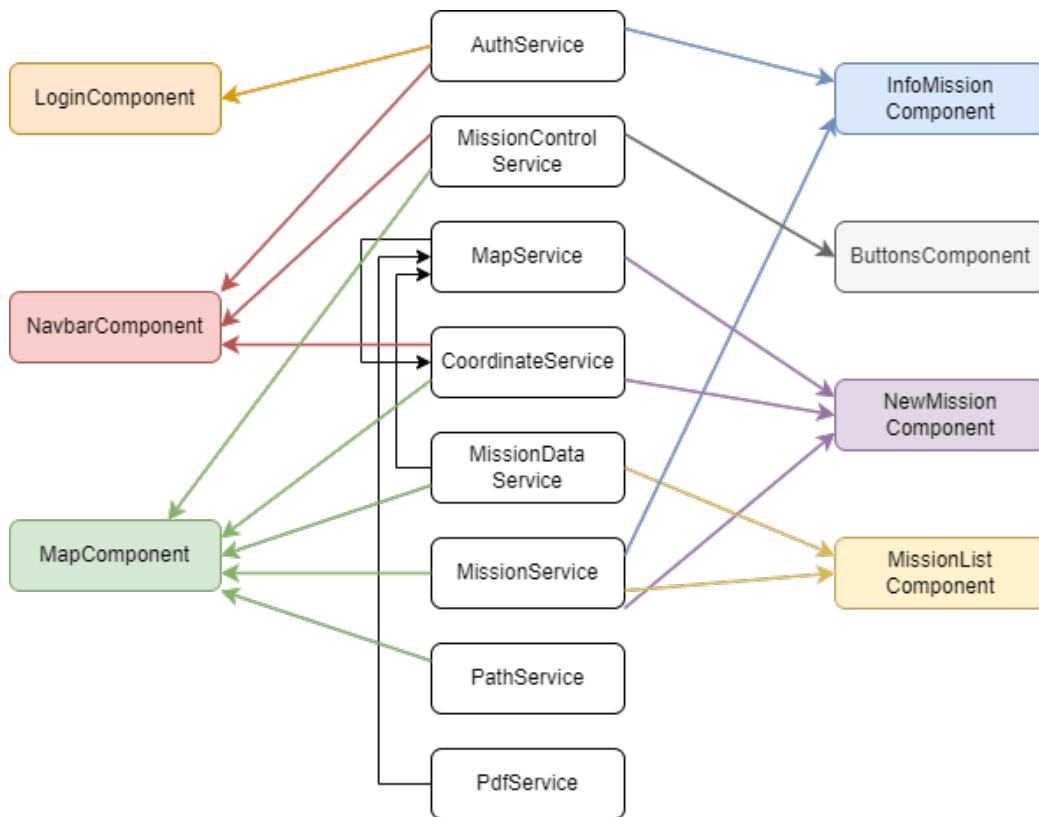 AuthService
LoginComponent
InfoMission
Component
MissionControl
Service
MapService
ButtonsComponent
NavbarComponent
CoordinateService
NewMission
Component
MissionData
Service
MapComponent
MissionService
MissionList
Component
PathService
PdfService